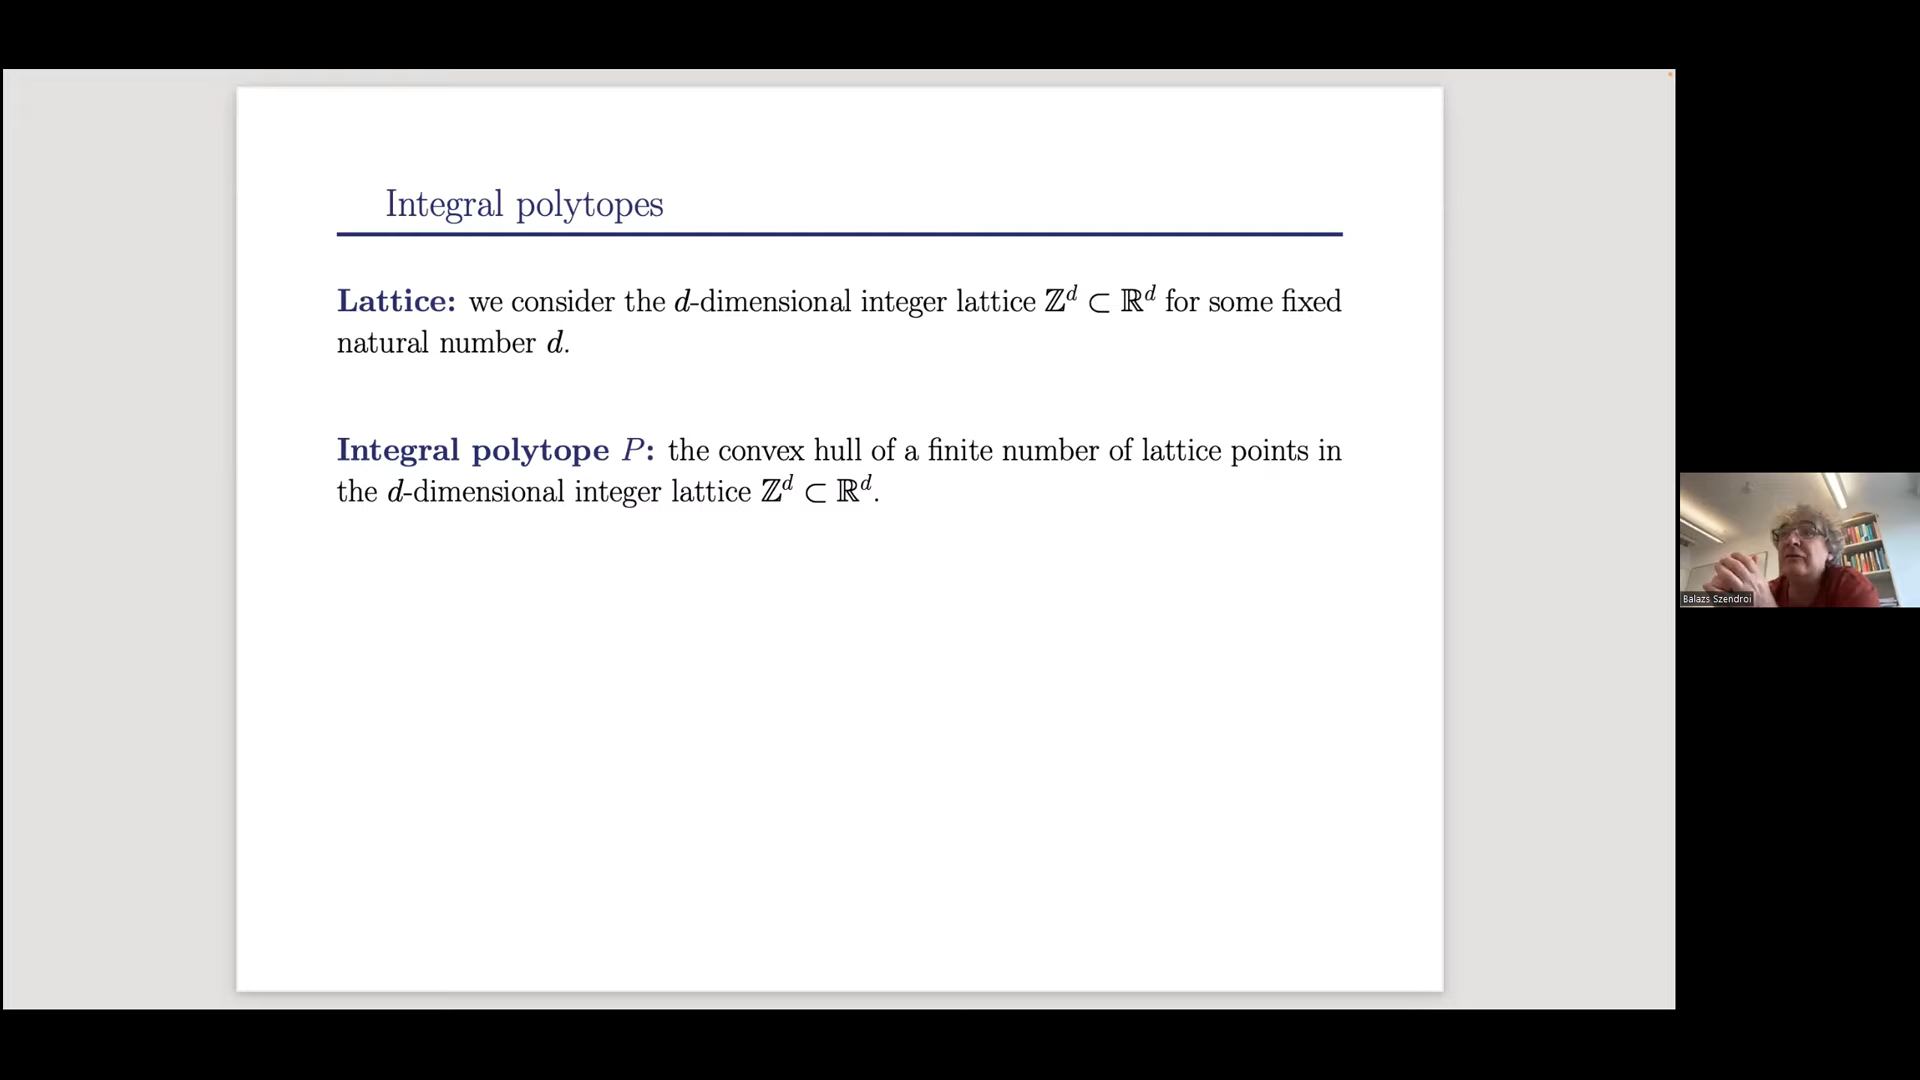 Integral polytopes
Lattice: we consider the d-dimensional integer lattice ℤ^d ⊂ ℝ^d for some fixed
natural number d.
Integral polytope P: the convex hull of a finite number of lattice points in
the d-dimensional integer lattice ℤ^d ⊂ ℝ^d.
Balazs Szendroi